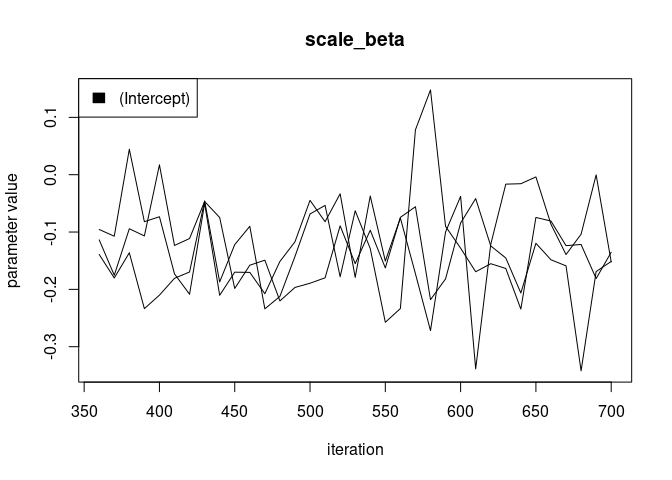 scale_beta
(Intercept)
parameter value
0.1
0.0
-0.1
-0.2
-0.3
350 400 450 500 550 600 650 700
iteration